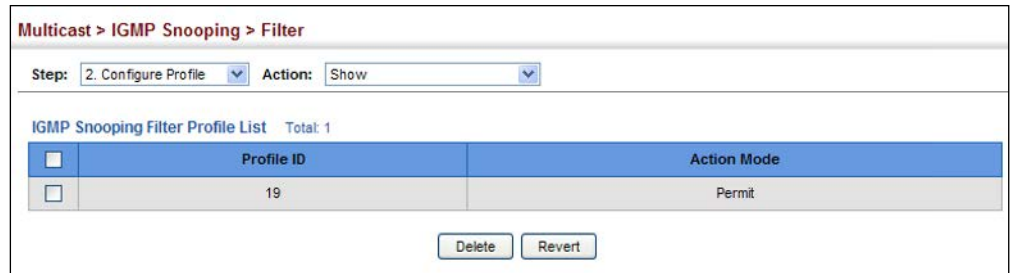 Multicast > IGMP Snooping > Filter
Step: 2. Configure Profile Action: Show
IGMP Snooping Filter Profile List Total: 1
Profile ID Action Mode
19 Permit
Delete Revert